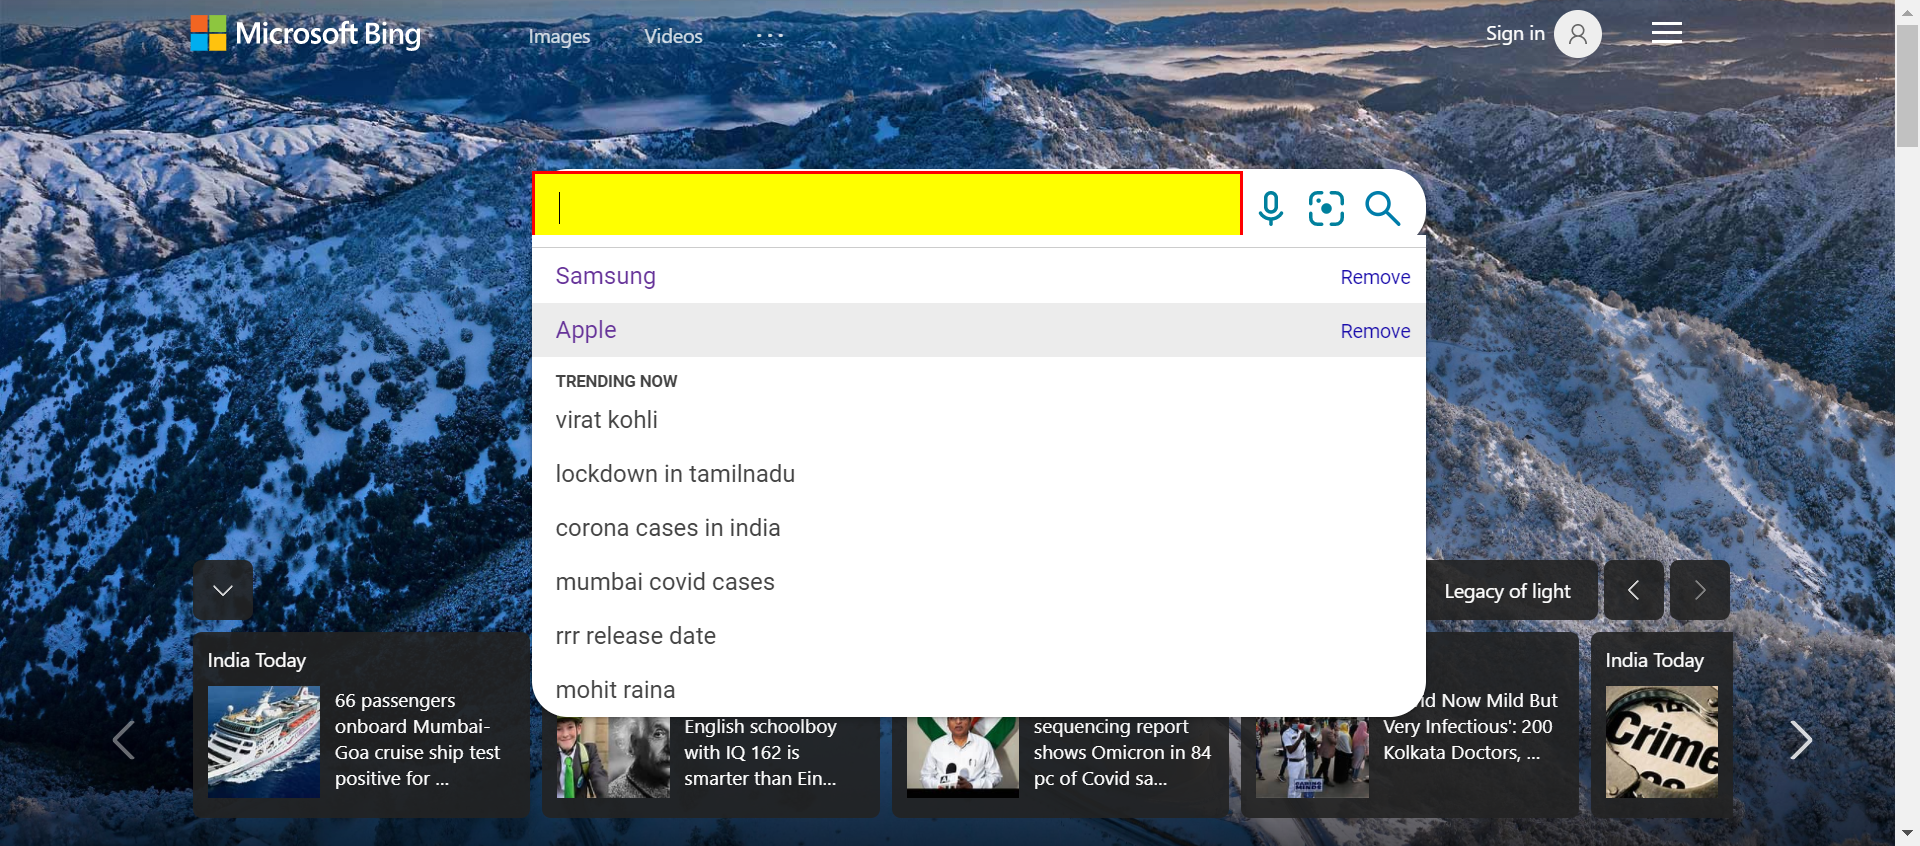 Microsoft Bing
Images
Videos
Sign in
Samsung
Remove
Apple
Remove
TRENDING NOW
virat kohli
lockdown in tamilnadu
corona cases in india
mumbai covid cases
rrr release date
mohit raina
Legacy of light
India Today
66 passengers
onboard Mumbai-
Goa cruise ship test
positive for ...
English schoolboy
with IQ 162 is
smarter than Ein...
sequencing report
shows Omicron in 84
pc of Covid sa...
Now Mild But
Very Infectious': 200
Kolkata Doctors, ...
India Today
Crime